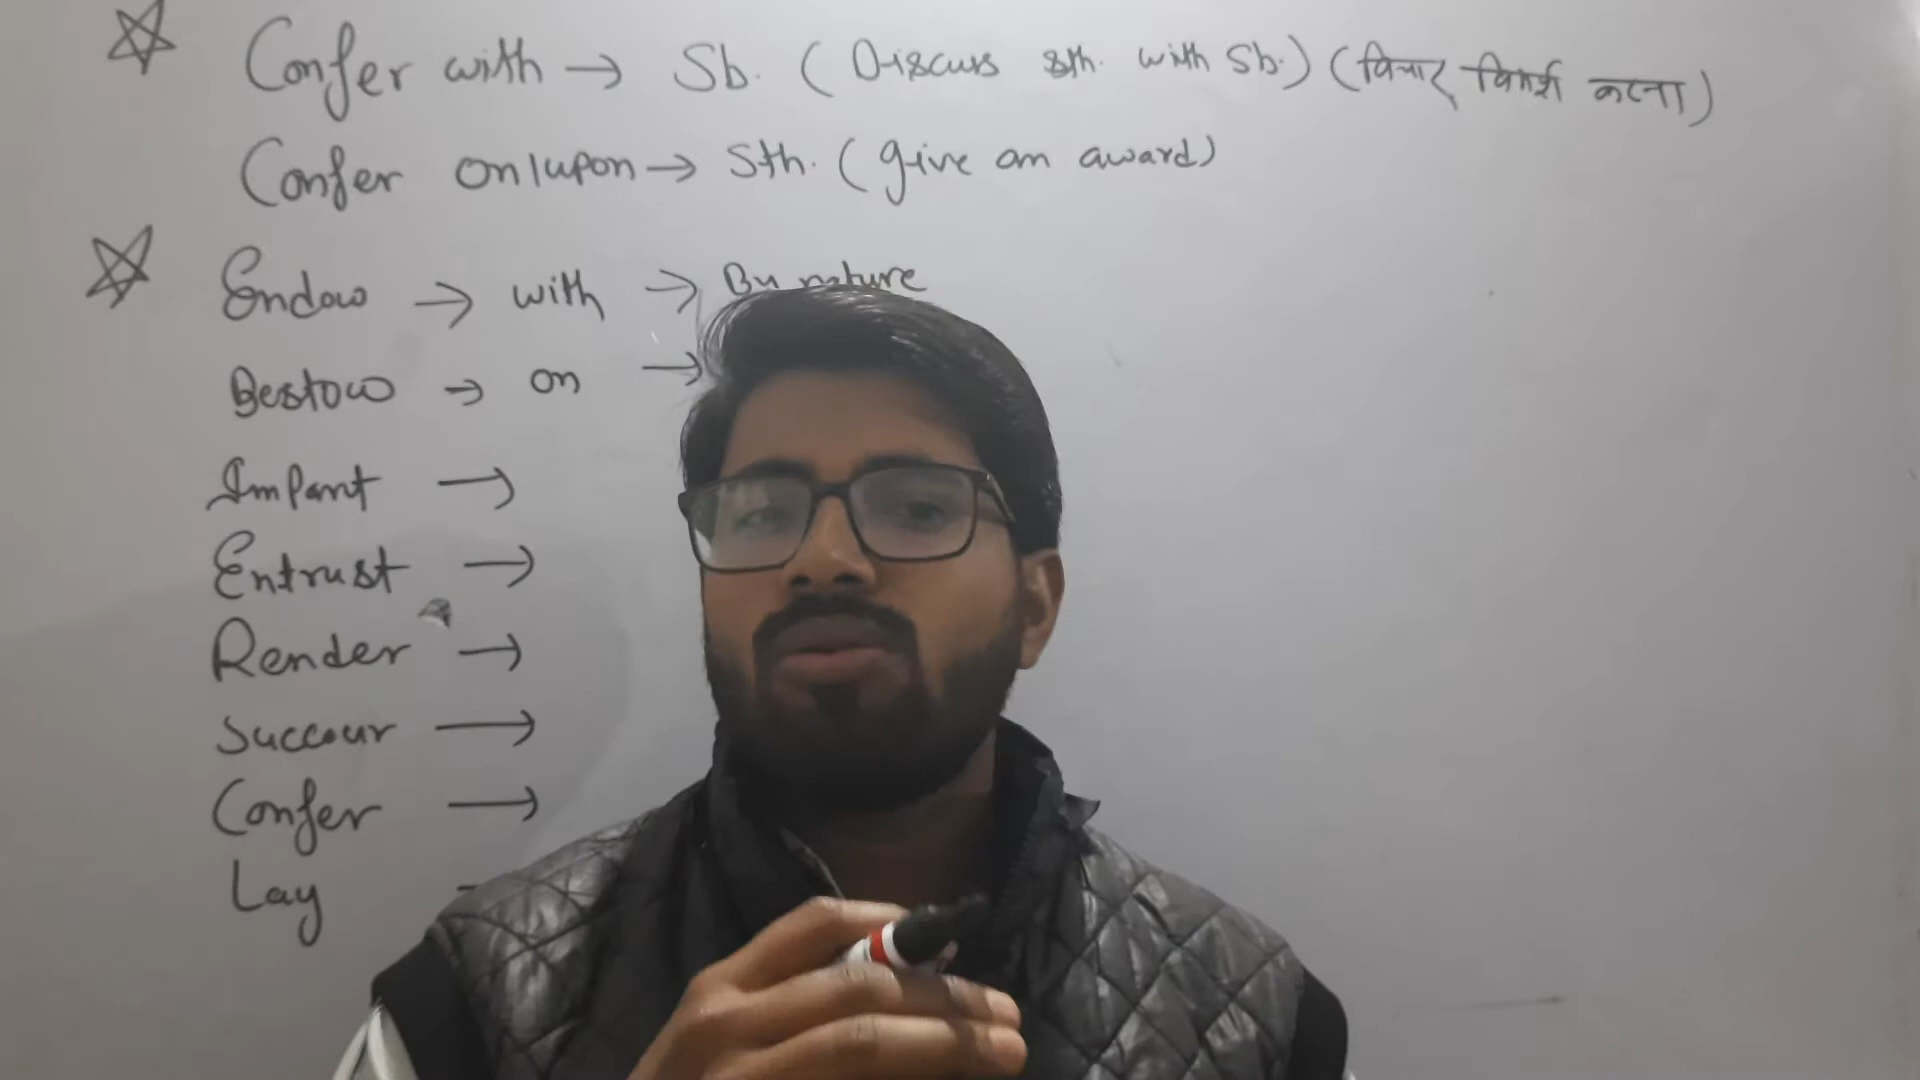 ☆ Confer with → Sb. (Discuss sth. with Sb.) (विचार विमर्श करना)
Confer on/upon → Sth. (give an award)
☆ Endow → with → By nature
Bestow → on →
Impart →
Entrust →
Render →
Succour →
Confer →
Lay